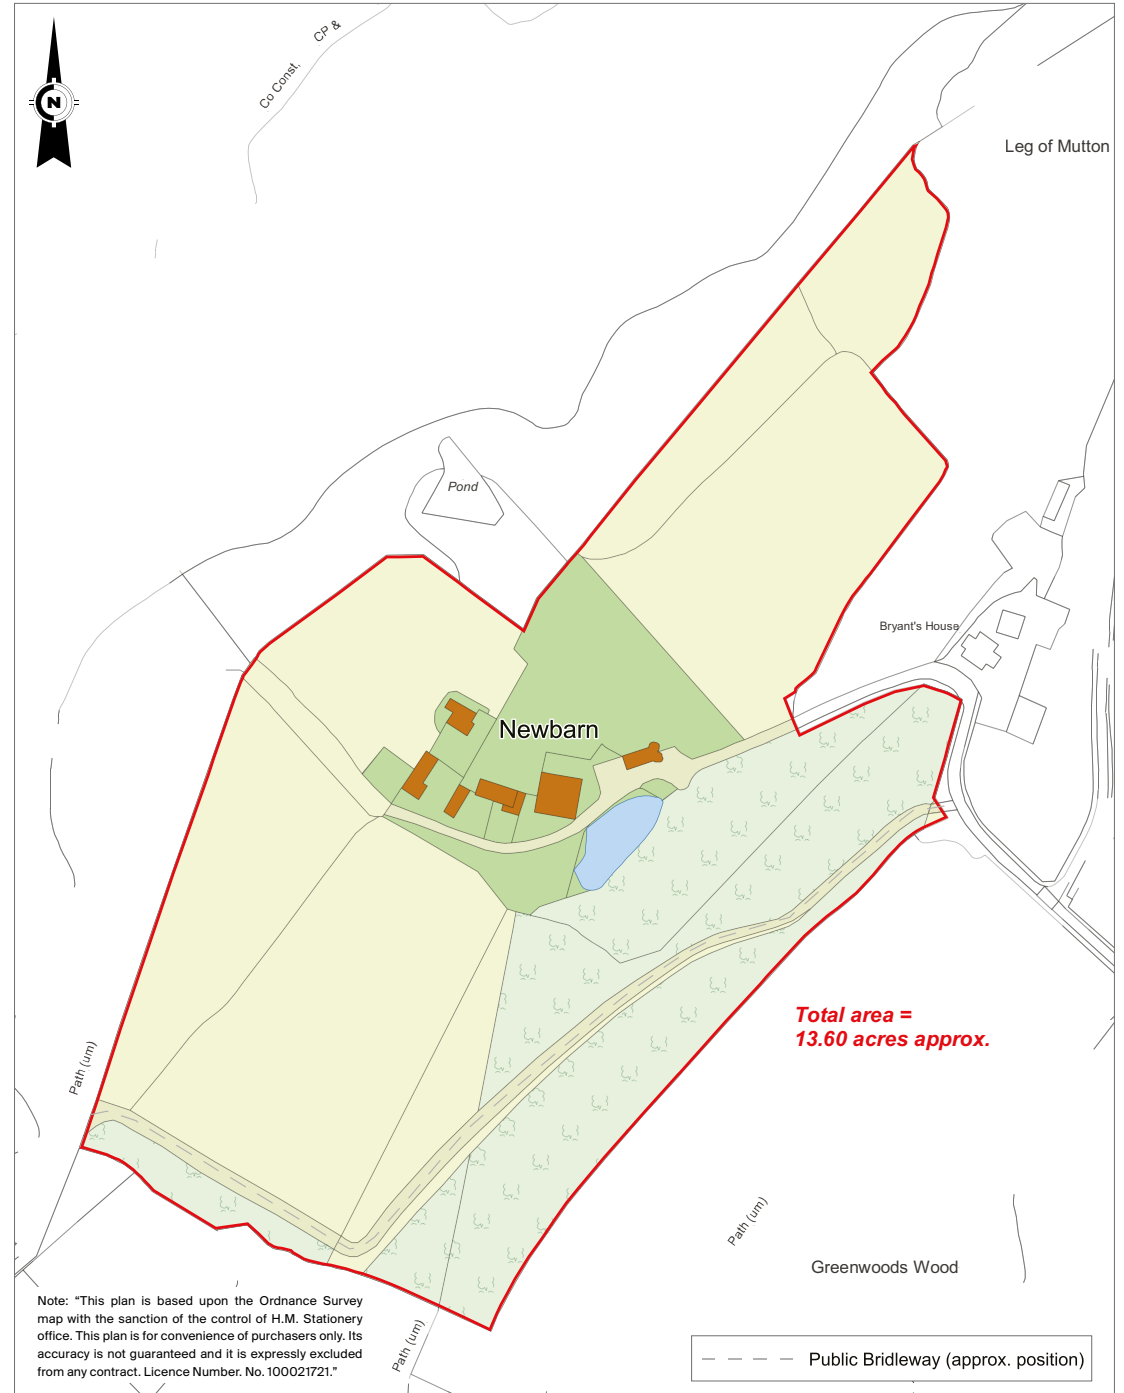 CP &
Co Const,
N
Leg of Mutton
Pond
Bryant's House
Newbarn
Total area =
13.60 acres approx.
Path (um)
Path (um)
Greenwoods Wood
Path (um)
Note: “This plan is based upon the Ordnance Survey
map with the sanction of the control of H.M. Stationery
office. This plan is for convenience of purchasers only. Its
accuracy is not guaranteed and it is expressly excluded
from any contract. Licence Number. No. 100021721.”
Public Bridleway (approx. position)